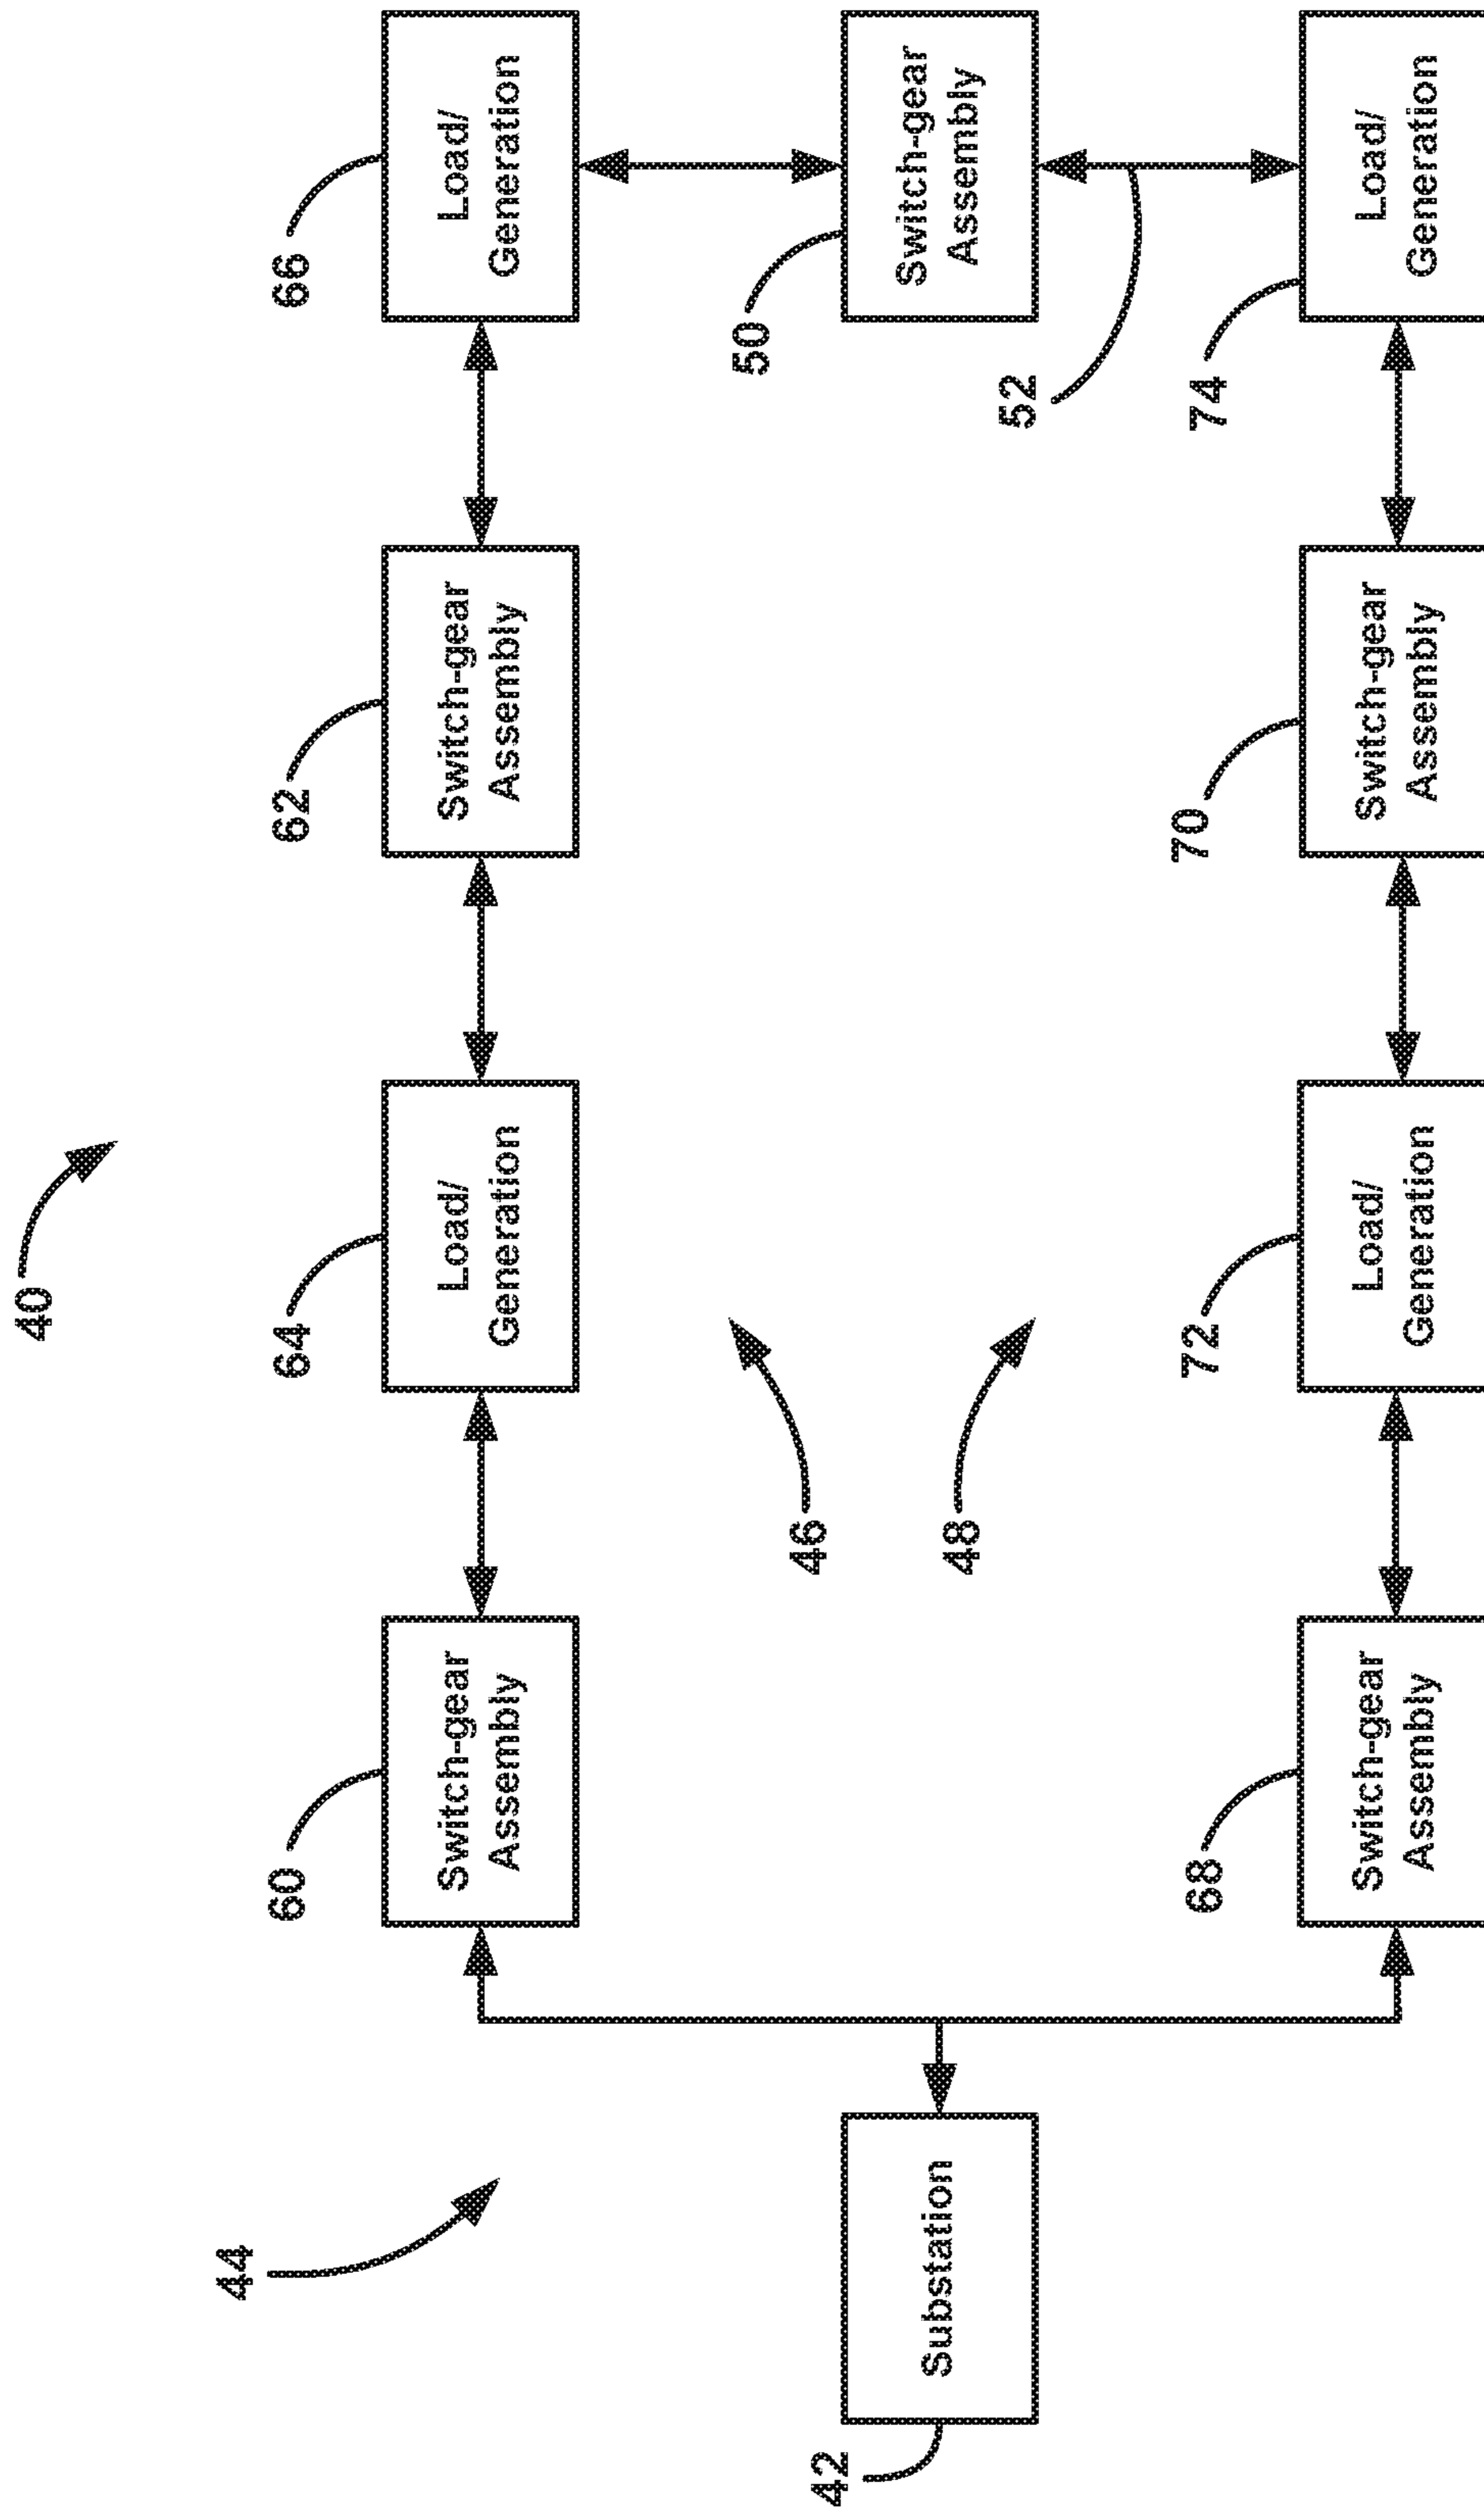 40
44
60
64
62
66
Switch-gear
Assembly
Load/
Generation
Switch-gear
Assembly
Load/
Generation
42
Substation
46
48
50
Switch-gear
Assembly
52
68
72
70
74
Switch-gear
Assembly
Load/
Generation
Switch-gear
Assembly
Load/
Generation